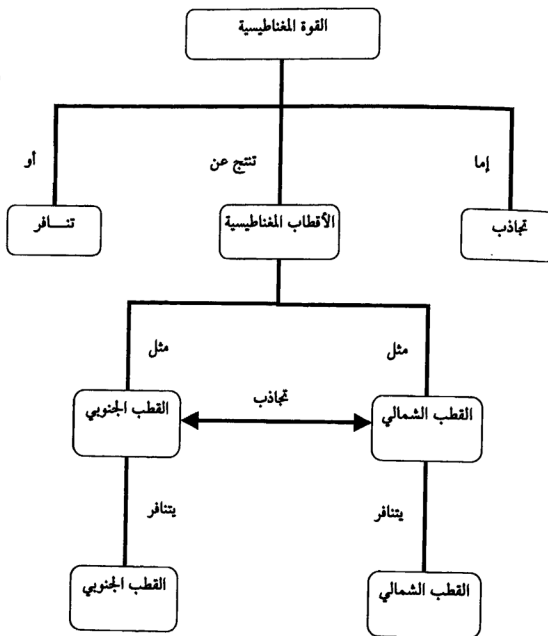 القوة المغناطيسية
إما
تنتج عن
أو
تجاذب
الأقطاب المغناطيسية
تنـــافر
مثل
مثل
القطب الشمالي
تجاذب
القطب الجنوبي
يتنافر
يتنافر
القطب الشمالي
القطب الجنوبي